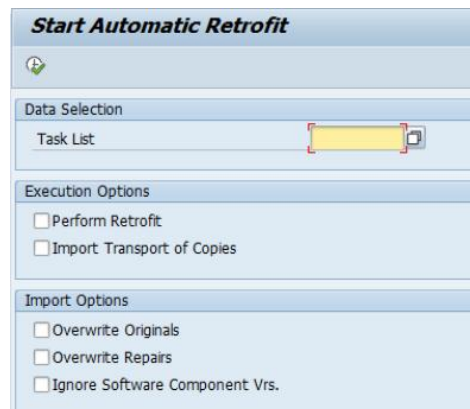 Start Automatic Retrofit
Data Selection
Task List
Execution Options
Perform Retrofit
Import Transport of Copies
Import Options
Overwrite Originals
Overwrite Repairs
Ignore Software Component Vrs.